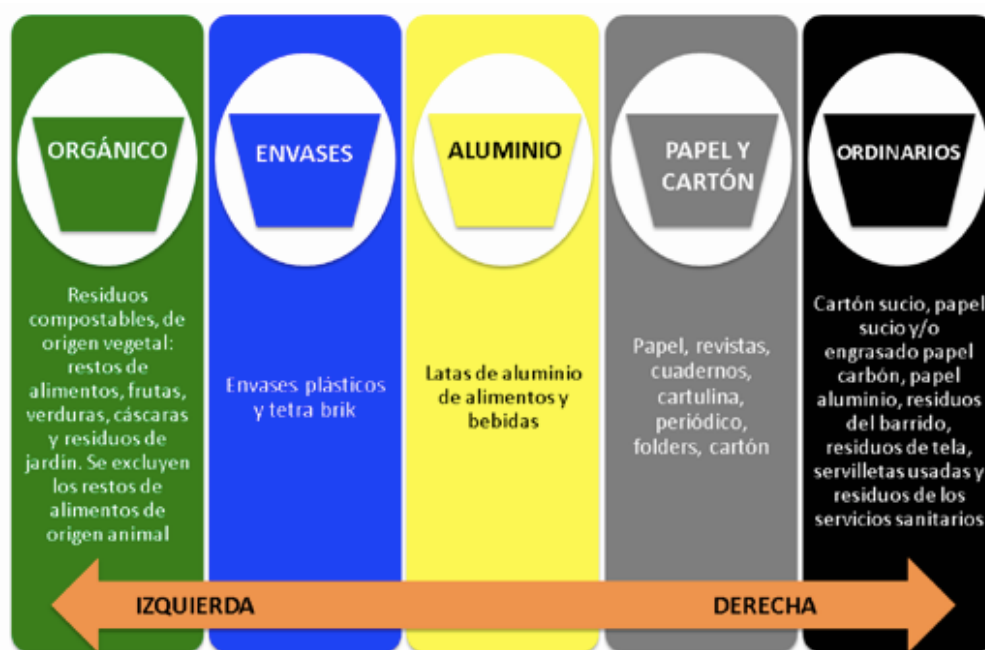 ORGÁNICO
Residuos
compostables, de
origen vegetal:
restos de
alimentos, frutas,
verduras, cáscaras
y residuos de
jardín. Se excluyen
los restos de
alimentos de
origen animal
ENVASES
Envases plásticos
y tetra brik
ALUMINIO
Latas de aluminio
de alimentos y
bebidas
PAPEL Y
CARTÓN
Papel, revistas,
cuadernos,
cartulina,
periódico,
folders, cartón
ORDINARIOS
Cartón sucio, papel
sucio y/o
engrasado papel
carbón, papel
aluminio, residuos
del barrido,
residuos de tela,
servilletas usadas y
residuos de los
servicios sanitarios
IZQUIERDA
DERECHA